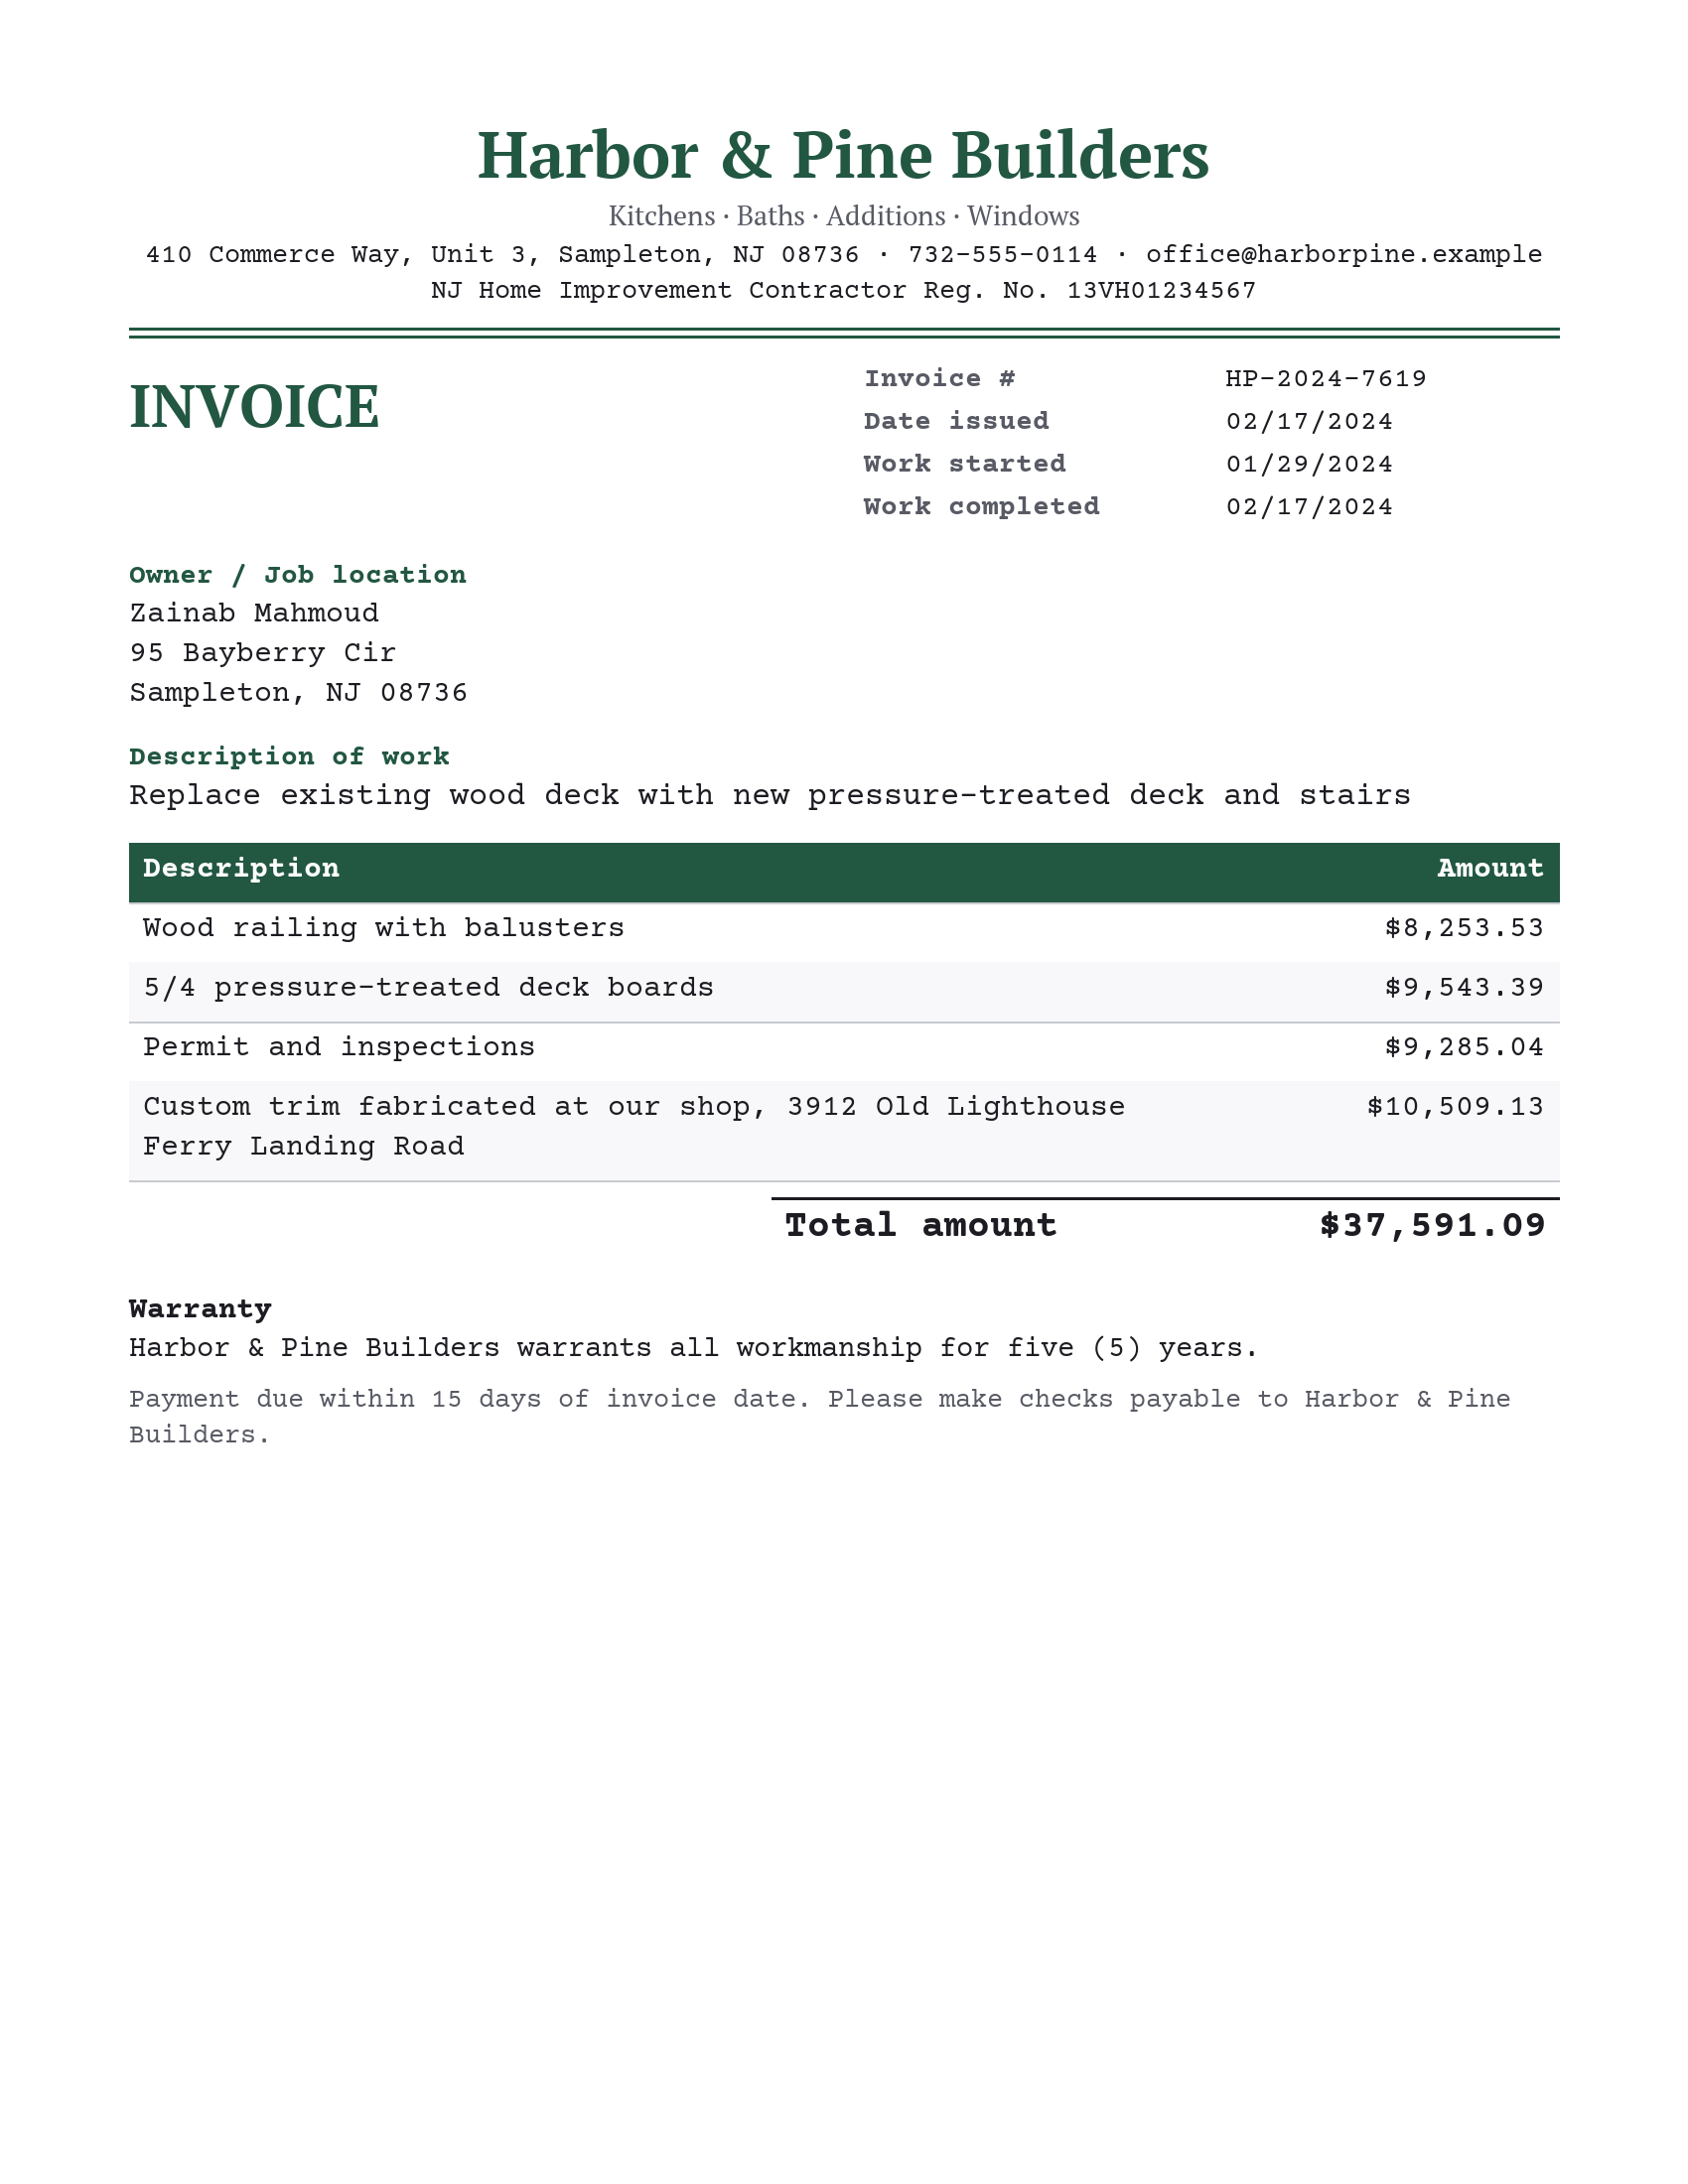 Harbor & Pine Builders
Kitchens · Baths · Additions · Windows
410 Commerce Way, Unit 3, Sampleton, NJ 08736 · 732-555-0114 · office@harborpine.example
NJ Home Improvement Contractor Reg. No. 13VH01234567
INVOICE
Invoice # HP-2024-7619
Date issued 02/17/2024
Work started 01/29/2024
Work completed 02/17/2024
Owner / Job location
Zainab Mahmoud
95 Bayberry Cir
Sampleton, NJ 08736
Description of work
Replace existing wood deck with new pressure-treated deck and stairs
Description Amount
Wood railing with balusters $8,253.53
5/4 pressure-treated deck boards $9,543.39
Permit and inspections $9,285.04
Custom trim fabricated at our shop, 3912 Old Lighthouse $10,509.13
Ferry Landing Road
Total amount $37,591.09
Warranty
Harbor & Pine Builders warrants all workmanship for five (5) years.
Payment due within 15 days of invoice date. Please make checks payable to Harbor & Pine
Builders.